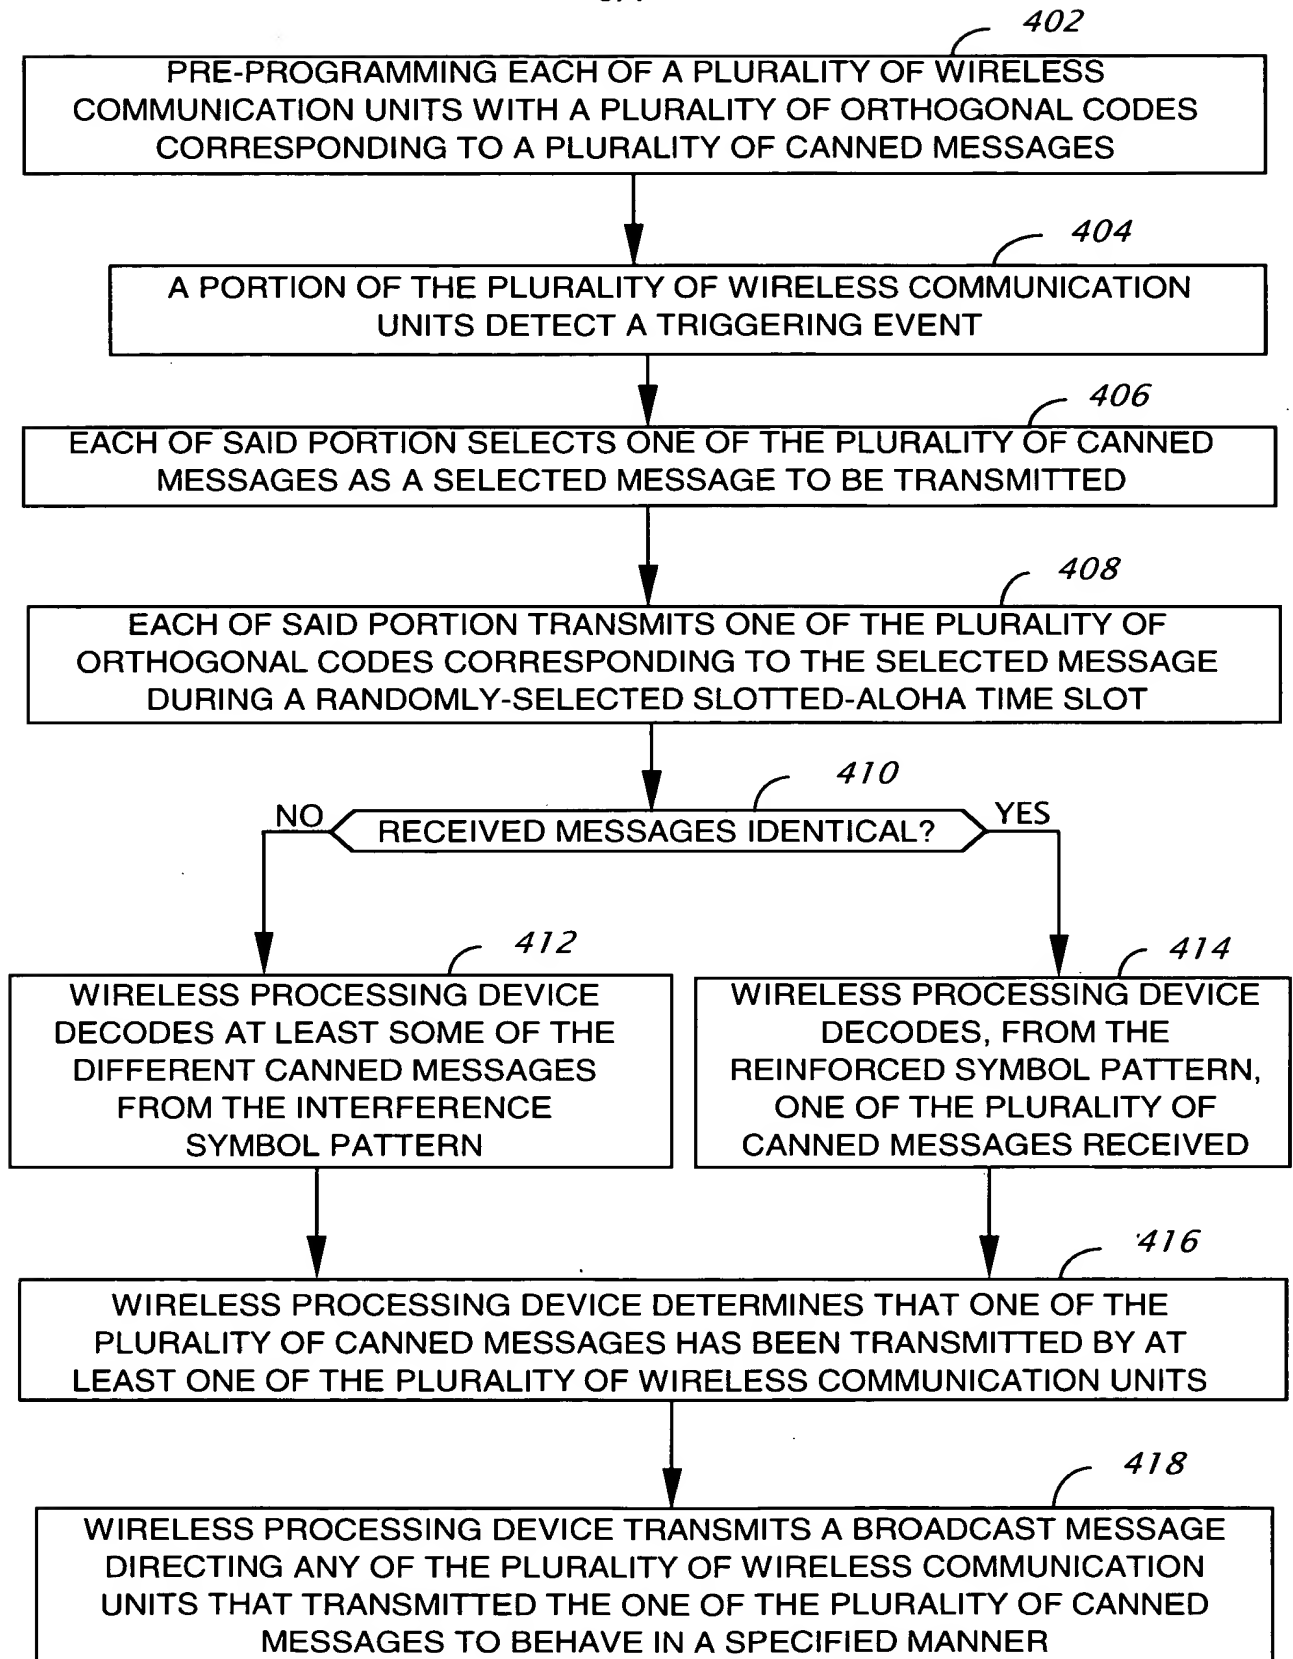 402
PRE-PROGRAMMING EACH OF A PLURALITY OF WIRELESS
COMMUNICATION UNITS WITH A PLURALITY OF ORTHOGONAL CODES
CORRESPONDING TO A PLURALITY OF CANNED MESSAGES
404
A PORTION OF THE PLURALITY OF WIRELESS COMMUNICATION
UNITS DETECT A TRIGGERING EVENT
406
EACH OF SAID PORTION SELECTS ONE OF THE PLURALITY OF CANNED
MESSAGES AS A SELECTED MESSAGE TO BE TRANSMITTED
408
EACH OF SAID PORTION TRANSMITS ONE OF THE PLURALITY OF
ORTHOGONAL CODES CORRESPONDING TO THE SELECTED MESSAGE
DURING A RANDOMLY-SELECTED SLOTTED-ALOHA TIME SLOT
410
NO
RECEIVED MESSAGES IDENTICAL?
YES
412
WIRELESS PROCESSING DEVICE
DECODES AT LEAST SOME OF THE
DIFFERENT CANNED MESSAGES
FROM THE INTERFERENCE
SYMBOL PATTERN
414
WIRELESS PROCESSING DEVICE
DECODES, FROM THE
REINFORCED SYMBOL PATTERN,
ONE OF THE PLURALITY OF
CANNED MESSAGES RECEIVED
416
WIRELESS PROCESSING DEVICE DETERMINES THAT ONE OF THE
PLURALITY OF CANNED MESSAGES HAS BEEN TRANSMITTED BY AT
LEAST ONE OF THE PLURALITY OF WIRELESS COMMUNICATION UNITS
418
WIRELESS PROCESSING DEVICE TRANSMITS A BROADCAST MESSAGE
DIRECTING ANY OF THE PLURALITY OF WIRELESS COMMUNICATION
UNITS THAT TRANSMITTED THE ONE OF THE PLURALITY OF CANNED
MESSAGES TO BEHAVE IN A SPECIFIED MANNER